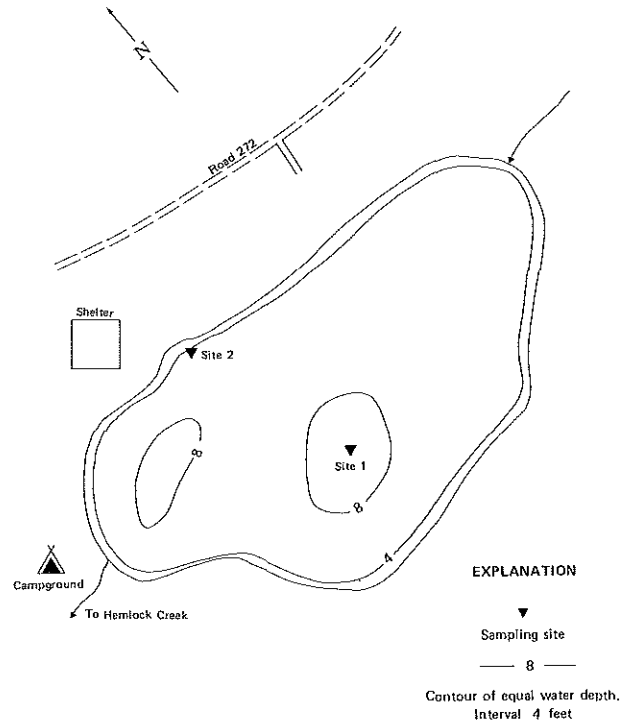 N
Road 272
Shelter
Site 2
8
Site 1
8
4
Campground
To Hemlock Creek
EXPLANATION
Sampling site
8
Contour of equal water depth.
Interval 4 feet